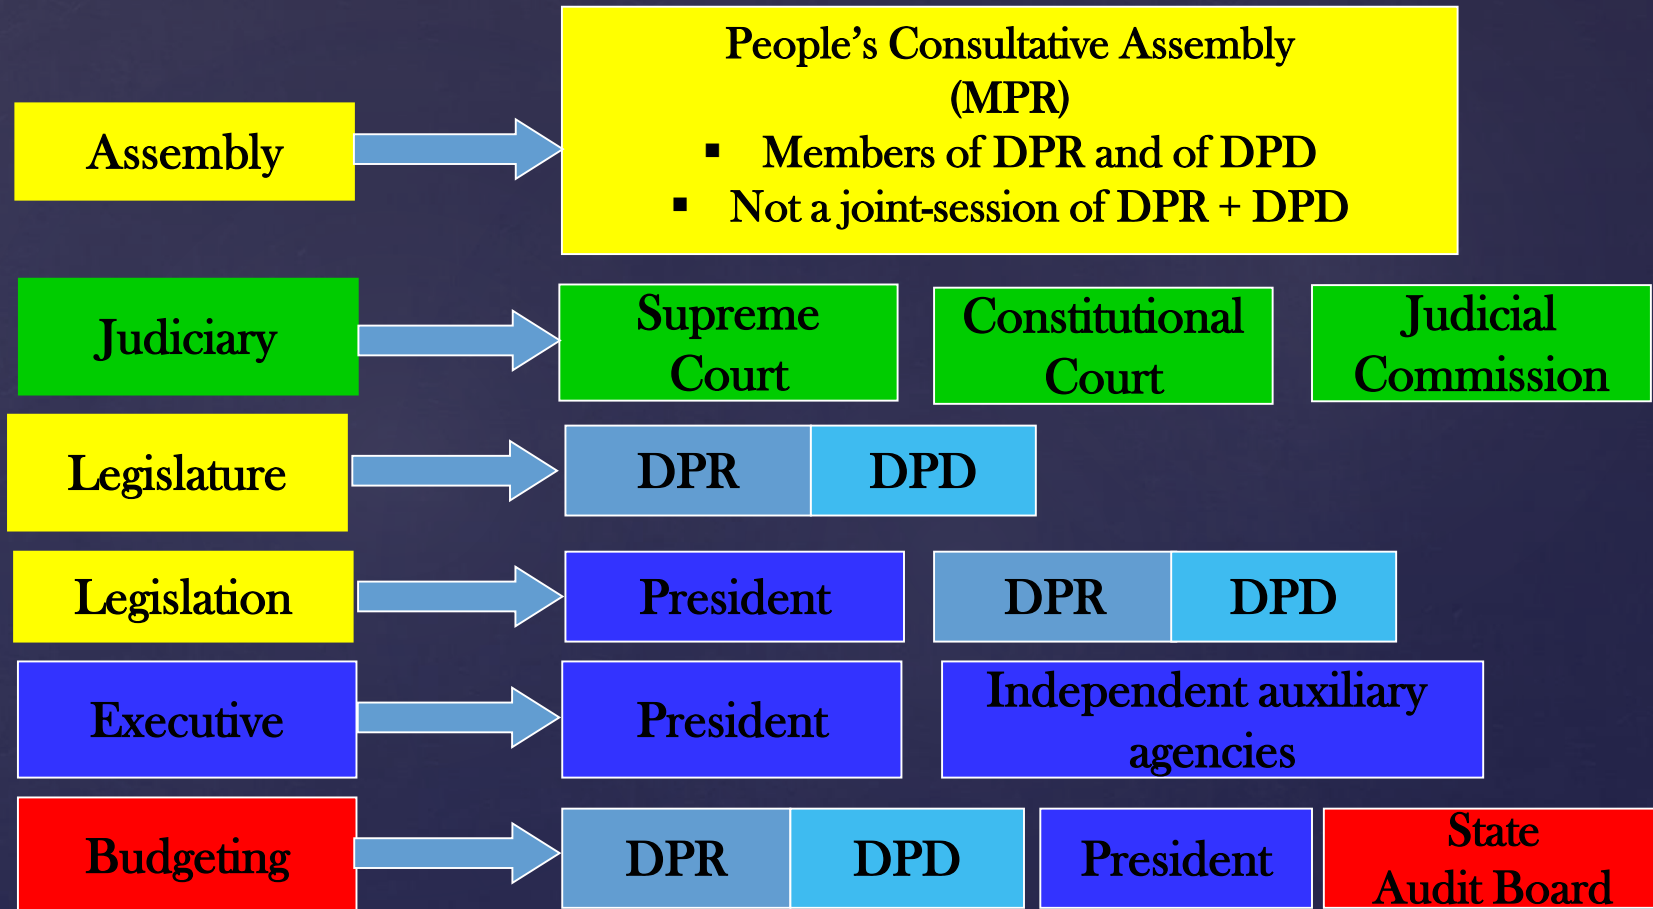 People’s Consultative Assembly
(MPR)
Assembly
▪ Members of DPR and of DPD
▪ Not a joint-session of DPR + DPD
Judiciary
Supreme
Court
Constitutional
Court
Judicial
Commission
Legislature
DPR
DPD
Legislation
President
DPR
DPD
Executive
President
Independent auxiliary
agencies
Budgeting
DPR
DPD
President
State
Audit Board